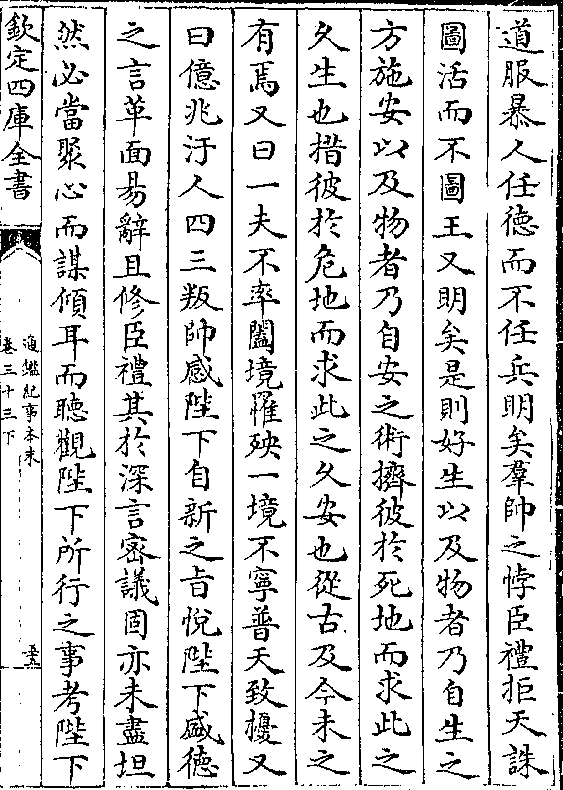 道服暴人任徳而不任兵明矣羣帥之悖臣禮拒天誅
圖活而不圖王又明矣是則好生以及物者乃自生之
方施安以及物者乃自安之術擠彼於死地而求此之
久生也措彼於危地而求此之久安也從古及今未之
有焉又曰一夫不率闔境罹殃一境不寧普天致擾又
曰億兆汙人四三叛帥感陛下自新之旨悦陛下盛德
之言革面易辭且修臣禮其於深言宻議固亦未盡坦
然必當聚心而謀傾耳而聽觀陛下所行之事考陛下
欽定四庫全書
通鑑紀事本末
卷三十三下